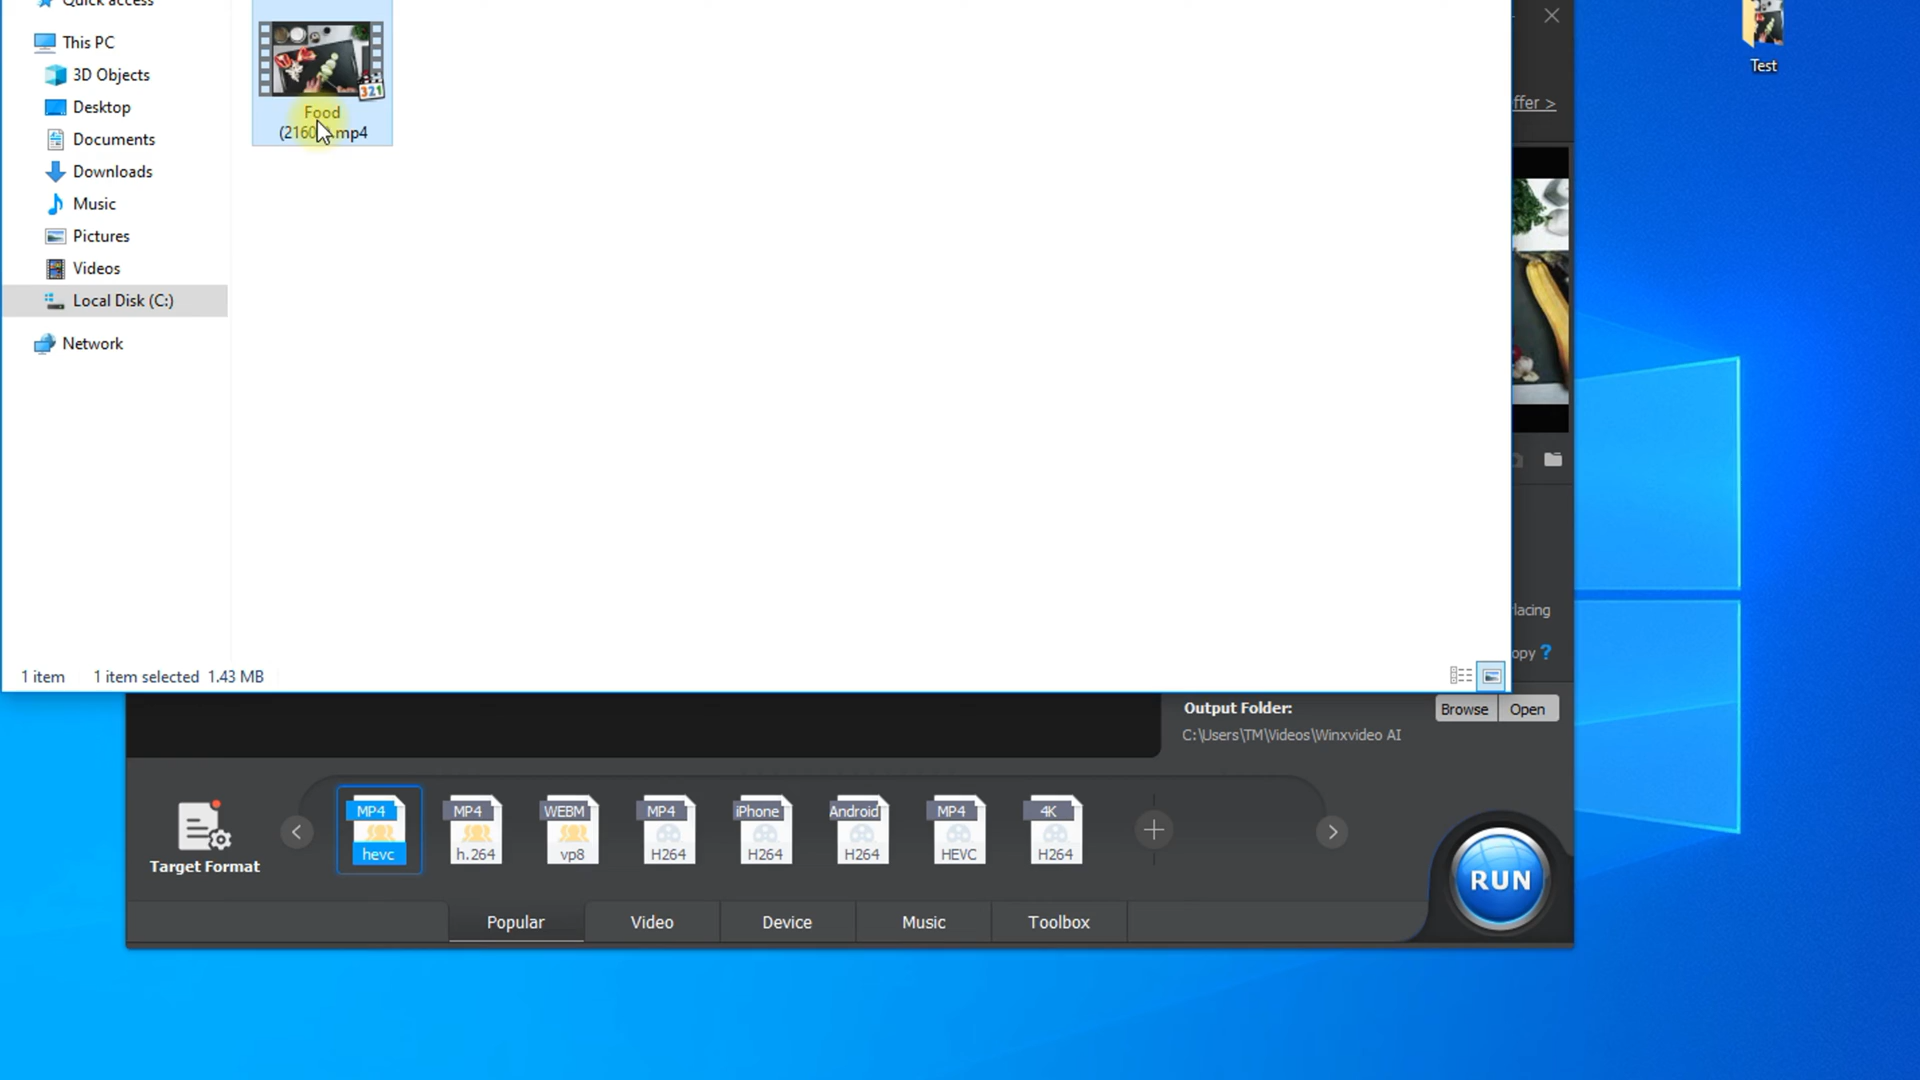 Quick access
This PC
3D Objects
Desktop
Documents
Downloads
Music
Pictures
Videos
Local Disk (C:)
Network
321
Food
(2160 .mp4
1 item 1 item selected 1.43 MB
Test
ffer >
lacing
opy ?
Output Folder:
Browse Open
C:\Users\TM\Videos\Winxvideo AI
Target Format
MP4
hevc
MP4
h.264
WEBM
vp8
MP4
H264
iPhone
H264
Android
H264
MP4
HEVC
4K
H264
RUN
Popular Video Device Music Toolbox